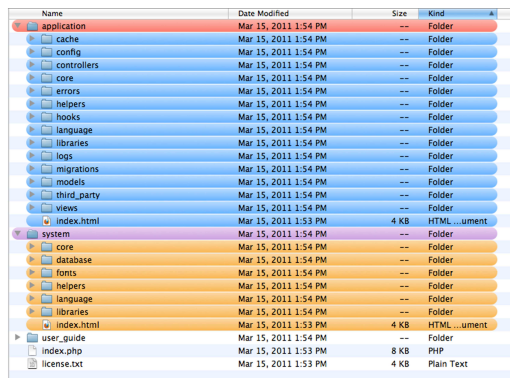 Name Date Modified Size Kind
application Mar 15, 2011 1:54 PM -- Folder
cache Mar 15, 2011 1:54 PM -- Folder
config Mar 15, 2011 1:54 PM -- Folder
controllers Mar 15, 2011 1:54 PM -- Folder
core Mar 15, 2011 1:54 PM -- Folder
errors Mar 15, 2011 1:54 PM -- Folder
helpers Mar 15, 2011 1:54 PM -- Folder
hooks Mar 15, 2011 1:54 PM -- Folder
language Mar 15, 2011 1:54 PM -- Folder
libraries Mar 15, 2011 1:54 PM -- Folder
logs Mar 15, 2011 1:54 PM -- Folder
migrations Mar 15, 2011 1:54 PM -- Folder
models Mar 15, 2011 1:54 PM -- Folder
third_party Mar 15, 2011 1:54 PM -- Folder
views Mar 15, 2011 1:54 PM -- Folder
index.html Mar 15, 2011 1:53 PM 4 KB HTML ...ument
system Mar 15, 2011 1:54 PM -- Folder
core Mar 15, 2011 1:54 PM -- Folder
database Mar 15, 2011 1:54 PM -- Folder
fonts Mar 15, 2011 1:54 PM -- Folder
helpers Mar 15, 2011 1:54 PM -- Folder
language Mar 15, 2011 1:54 PM -- Folder
libraries Mar 15, 2011 1:54 PM -- Folder
index.html Mar 15, 2011 1:53 PM 4 KB HTML ...ument
user_guide Mar 15, 2011 1:54 PM -- Folder
index.php Mar 15, 2011 1:53 PM 8 KB PHP
license.txt Mar 15, 2011 1:53 PM 4 KB Plain Text